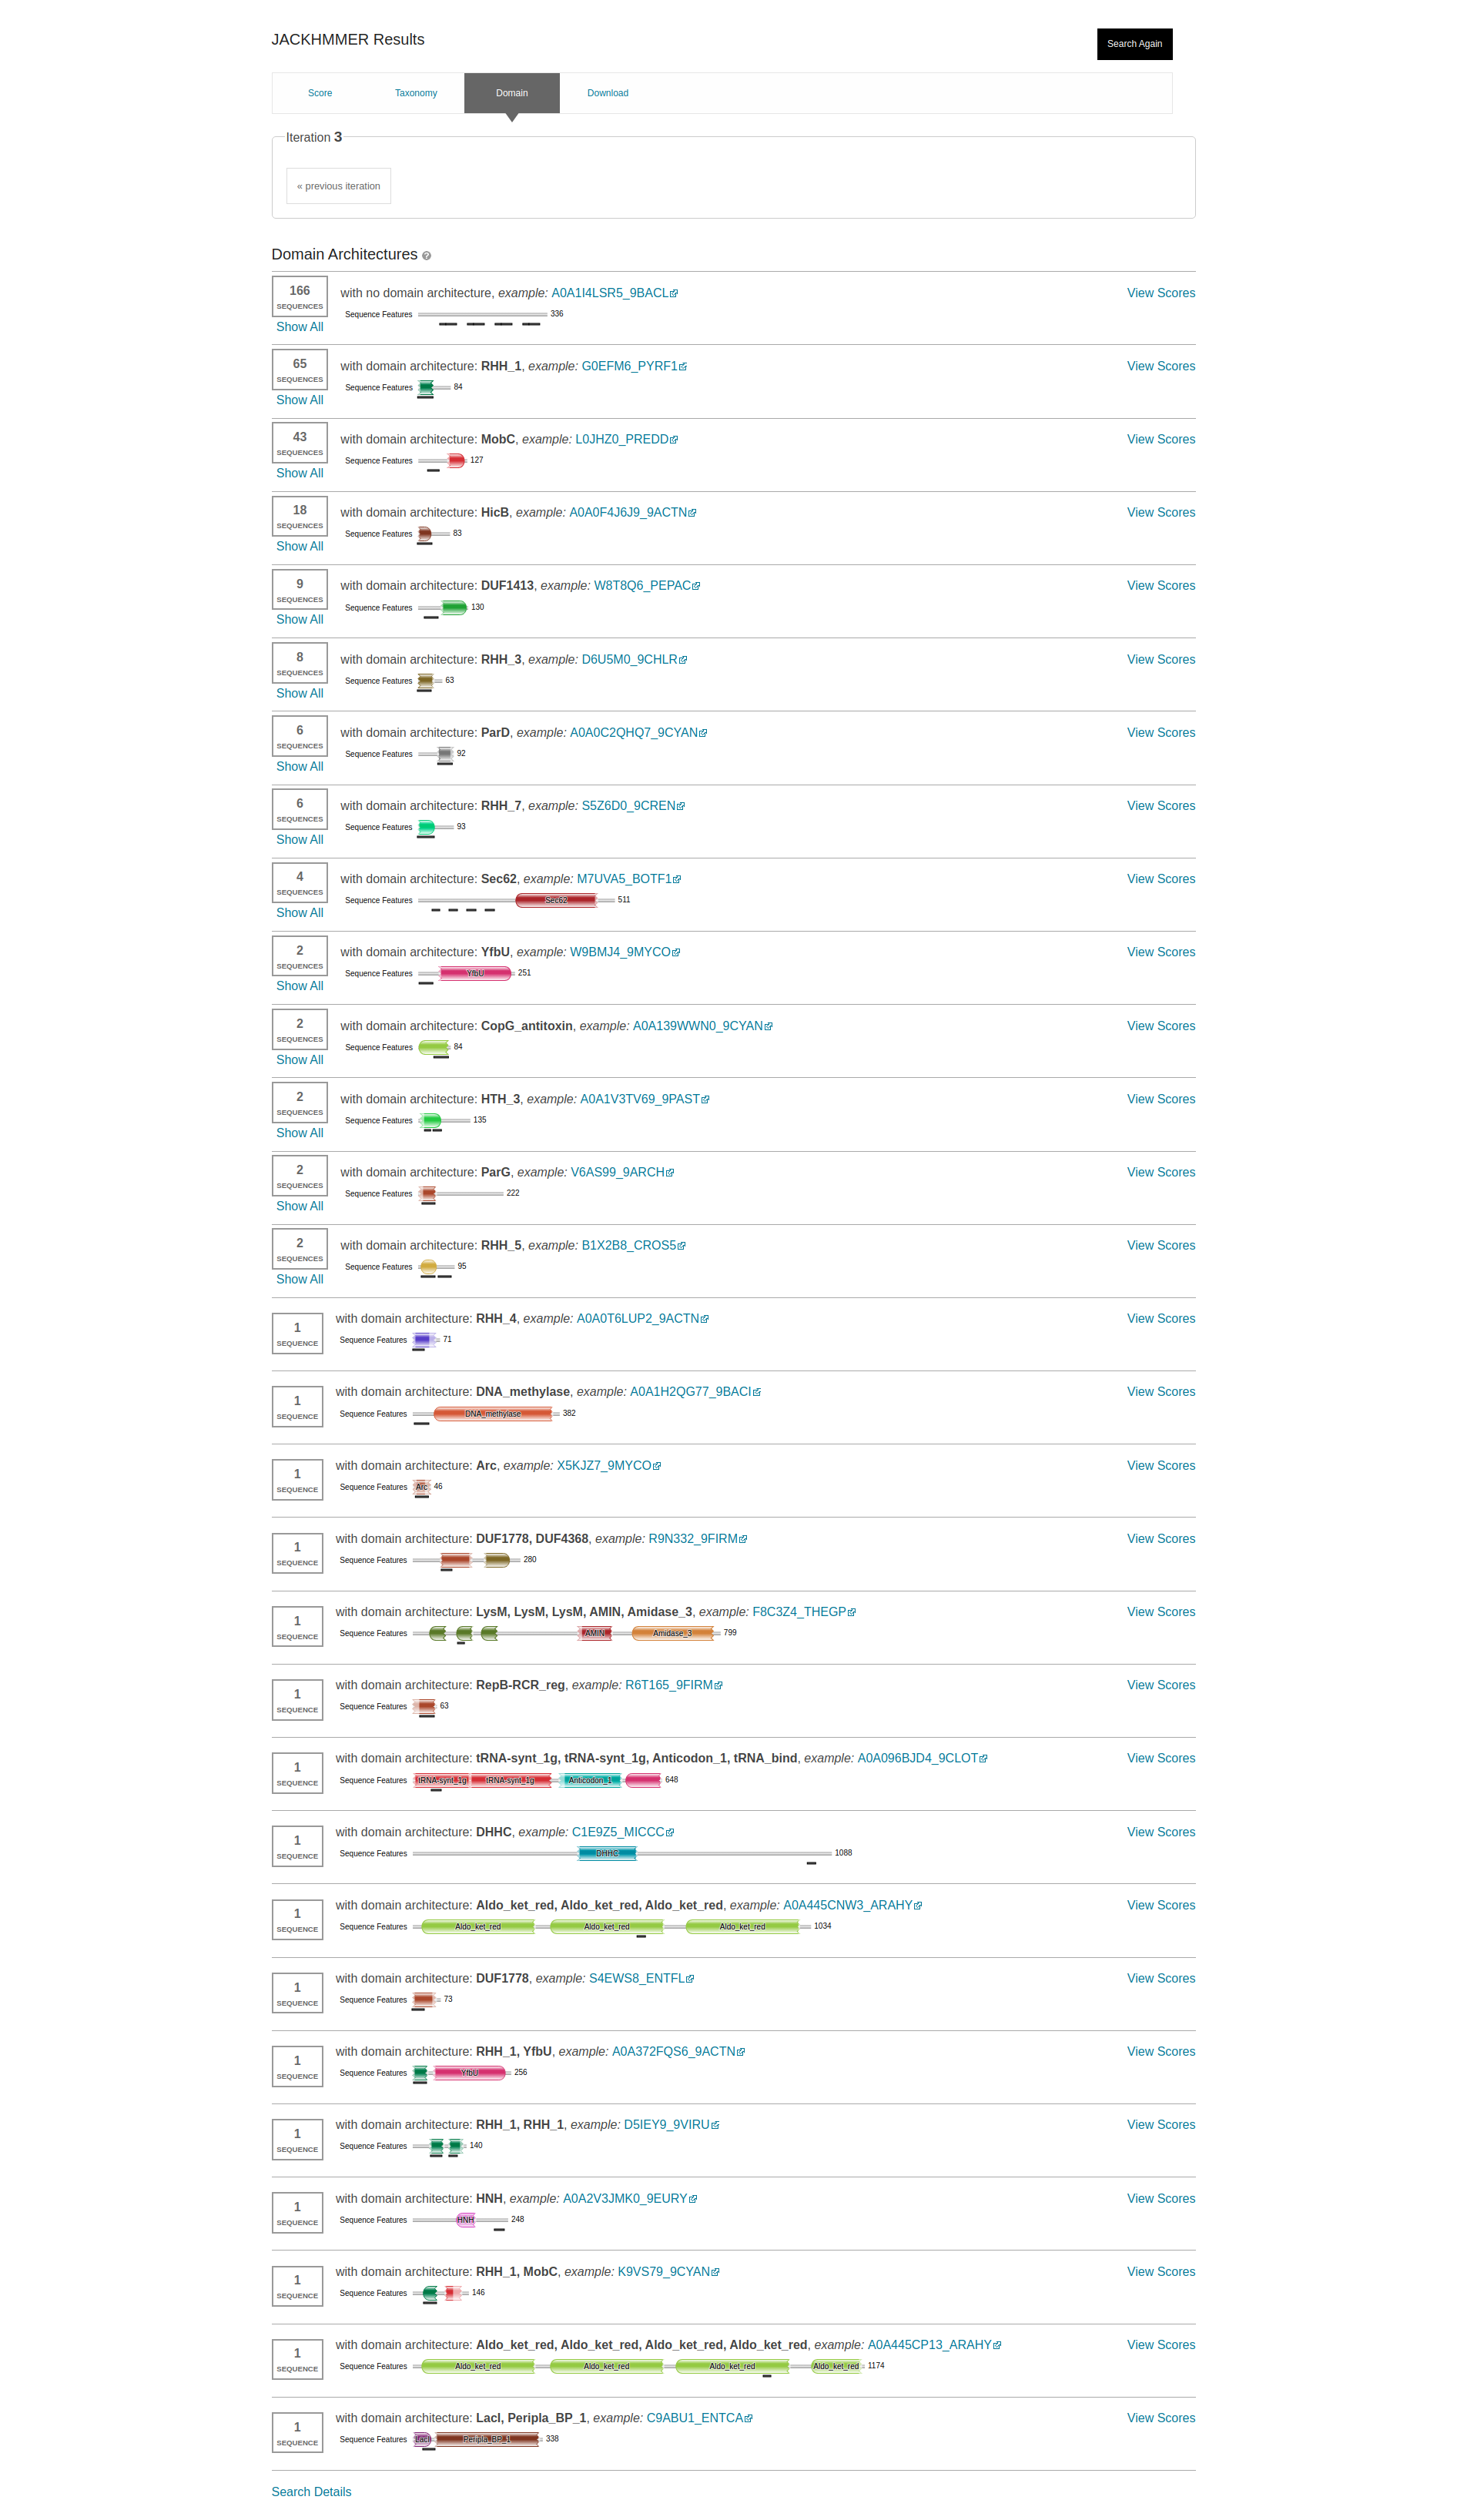 JACKHMMER Results
Search Again
Score Taxonomy Domain Download
Iteration 3
« previous iteration
Domain Architectures ?
166 SEQUENCES Show All
with no domain architecture, example: A0A1I4LSR5_9BACL View Scores
Sequence Features 336
65 SEQUENCES Show All
with domain architecture: RHH_1, example: G0EFM6_PYRF1 View Scores
Sequence Features 84
43 SEQUENCES Show All
with domain architecture: MobC, example: L0JHZ0_PREDD View Scores
Sequence Features 127
18 SEQUENCES Show All
with domain architecture: HicB, example: A0A0F4J6J9_9ACTN View Scores
Sequence Features 83
9 SEQUENCES Show All
with domain architecture: DUF1413, example: W8T8Q6_PEPAC View Scores
Sequence Features 130
8 SEQUENCES Show All
with domain architecture: RHH_3, example: D6U5M0_9CHLR View Scores
Sequence Features 63
6 SEQUENCES Show All
with domain architecture: ParD, example: A0A0C2QHQ7_9CYAN View Scores
Sequence Features 92
6 SEQUENCES Show All
with domain architecture: RHH_7, example: S5Z6D0_9CREN View Scores
Sequence Features 93
4 SEQUENCES Show All
with domain architecture: Sec62, example: M7UVA5_BOTF1 View Scores
Sequence Features Sec62 511
2 SEQUENCES Show All
with domain architecture: YfbU, example: W9BMJ4_9MYCO View Scores
Sequence Features YfbU 251
2 SEQUENCES Show All
with domain architecture: CopG_antitoxin, example: A0A139WWN0_9CYAN View Scores
Sequence Features 84
2 SEQUENCES Show All
with domain architecture: HTH_3, example: A0A1V3TV69_9PAST View Scores
Sequence Features 135
2 SEQUENCES Show All
with domain architecture: ParG, example: V6AS99_9ARCH View Scores
Sequence Features 222
2 SEQUENCES Show All
with domain architecture: RHH_5, example: B1X2B8_CROS5 View Scores
Sequence Features 95
1 SEQUENCE
with domain architecture: RHH_4, example: A0A0T6LUP2_9ACTN View Scores
Sequence Features 71
1 SEQUENCE
with domain architecture: DNA_methylase, example: A0A1H2QG77_9BACI View Scores
Sequence Features DNA_methylase 382
1 SEQUENCE
with domain architecture: Arc, example: X5KJZ7_9MYCO View Scores
Sequence Features Arc 46
1 SEQUENCE
with domain architecture: DUF1778, DUF4368, example: R9N332_9FIRM View Scores
Sequence Features 280
1 SEQUENCE
with domain architecture: LysM, LysM, LysM, AMIN, Amidase_3, example: F8C3Z4_THEGP View Scores
Sequence Features AMIN Amidase_3 799
1 SEQUENCE
with domain architecture: RepB-RCR_reg, example: R6T165_9FIRM View Scores
Sequence Features 63
1 SEQUENCE
with domain architecture: tRNA-synt_1g, tRNA-synt_1g, Anticodon_1, tRNA_bind, example: A0A096BJD4_9CLOT View Scores
Sequence Features tRNA-synt_1g tRNA-synt_1g Anticodon_1 648
1 SEQUENCE
with domain architecture: DHHC, example: C1E9Z5_MICCC View Scores
Sequence Features DHHC 1088
1 SEQUENCE
with domain architecture: Aldo_ket_red, Aldo_ket_red, Aldo_ket_red, example: A0A445CNW3_ARAHY View Scores
Sequence Features Aldo_ket_red Aldo_ket_red Aldo_ket_red 1034
1 SEQUENCE
with domain architecture: DUF1778, example: S4EWS8_ENTFL View Scores
Sequence Features 73
1 SEQUENCE
with domain architecture: RHH_1, YfbU, example: A0A372FQS6_9ACTN View Scores
Sequence Features YfbU 256
1 SEQUENCE
with domain architecture: RHH_1, RHH_1, example: D5IEY9_9VIRU View Scores
Sequence Features 140
1 SEQUENCE
with domain architecture: HNH, example: A0A2V3JMK0_9EURY View Scores
Sequence Features HNH 248
1 SEQUENCE
with domain architecture: RHH_1, MobC, example: K9VS79_9CYAN View Scores
Sequence Features 146
1 SEQUENCE
with domain architecture: Aldo_ket_red, Aldo_ket_red, Aldo_ket_red, Aldo_ket_red, example: A0A445CP13_ARAHY View Scores
Sequence Features Aldo_ket_red Aldo_ket_red Aldo_ket_red Aldo_ket_red 1174
1 SEQUENCE
with domain architecture: LacI, Peripla_BP_1, example: C9ABU1_ENTCA View Scores
Sequence Features LacI Peripla_BP_1 338
Search Details